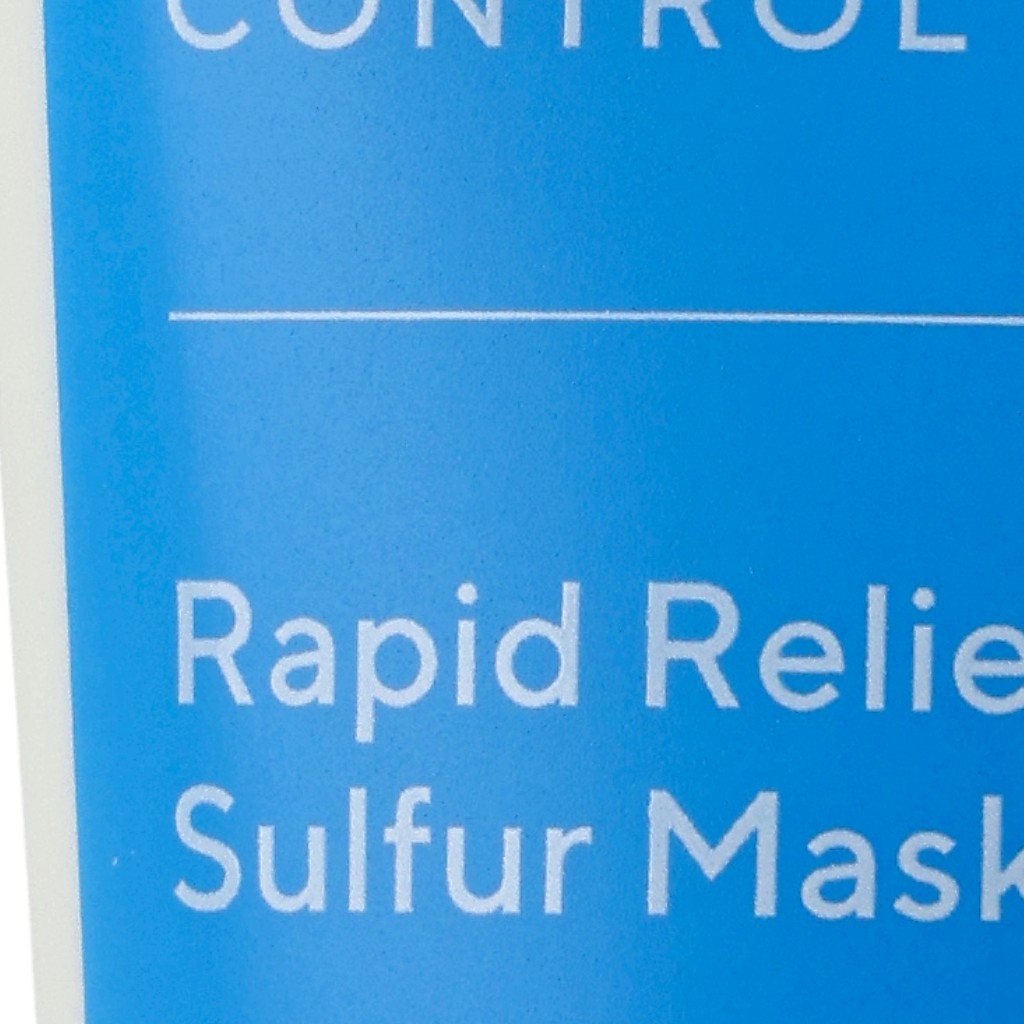 CONTROL
Rapid Relie
Sulfur Mask